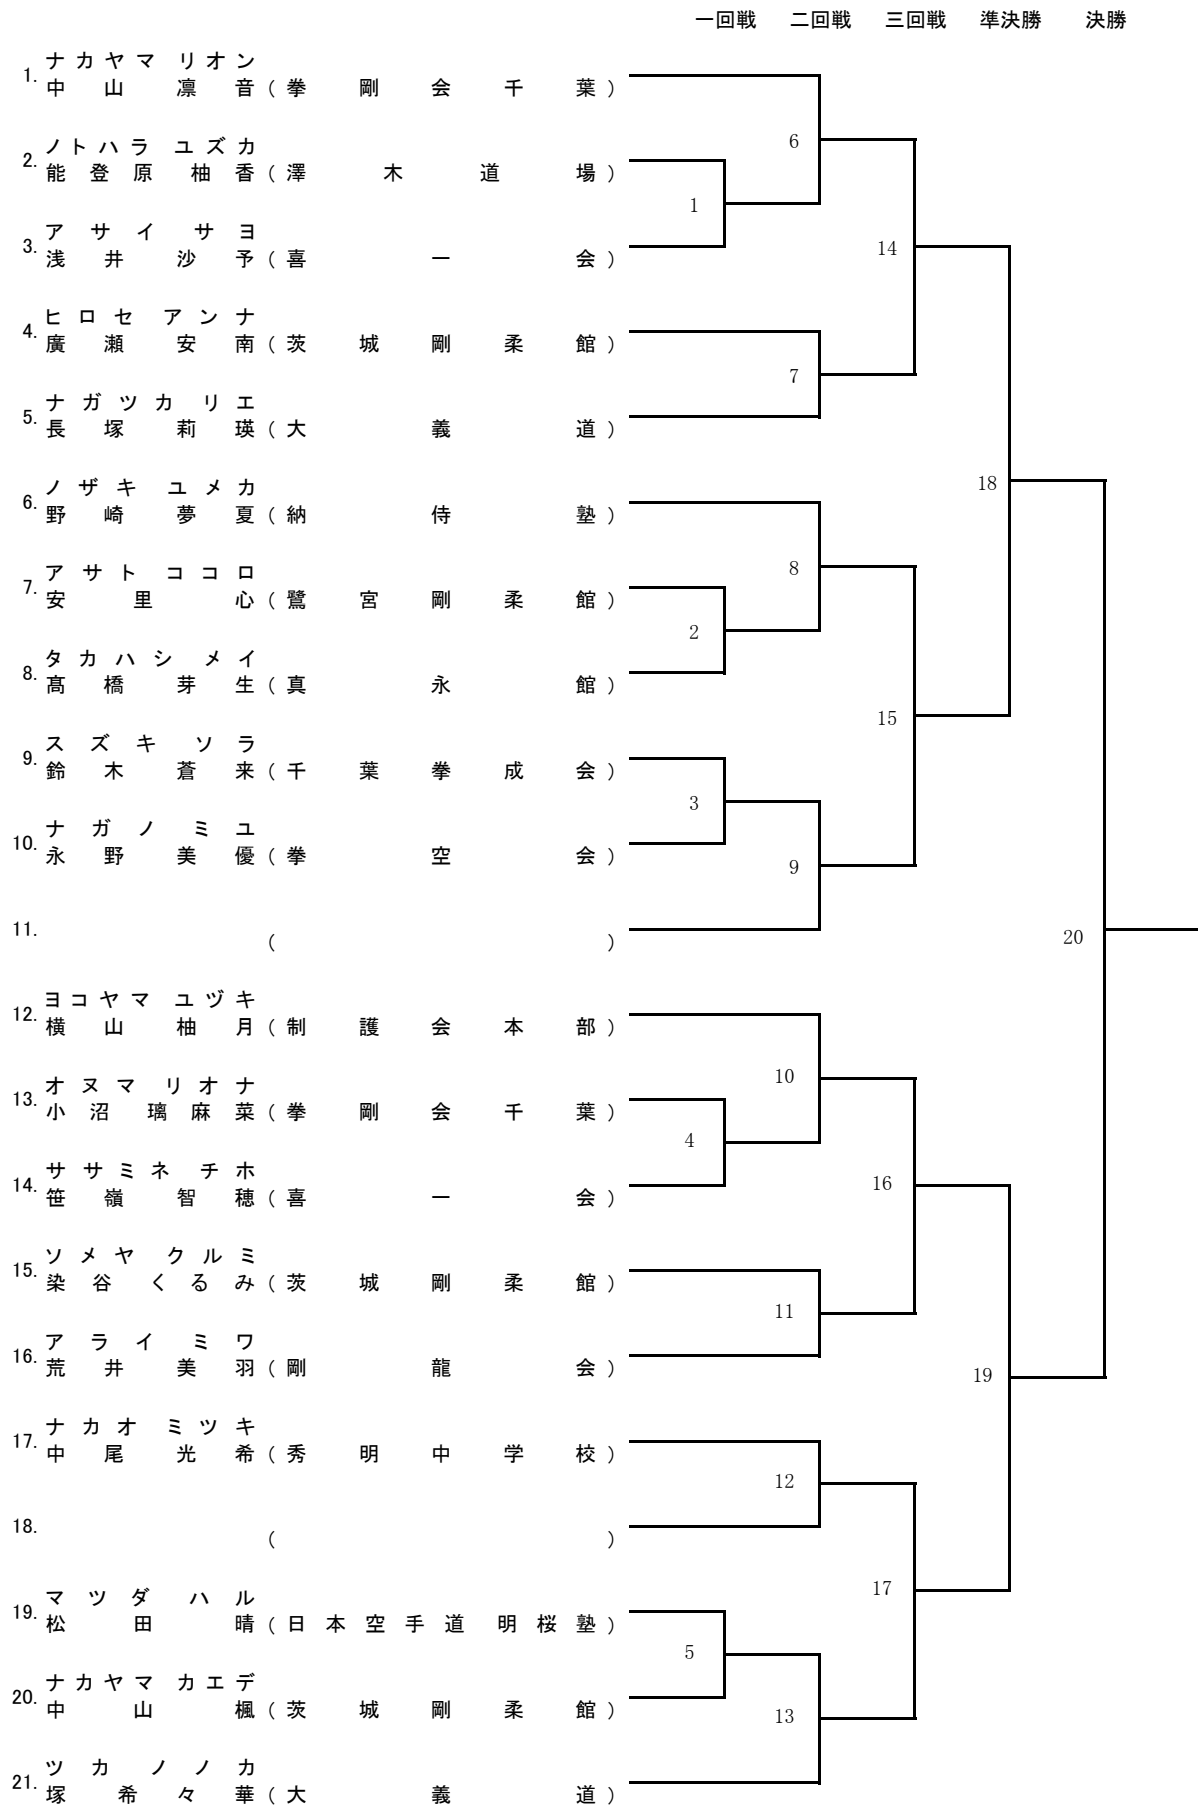 一回戦 二回戦 三回戦 準決勝 決勝
ナカヤマ リオン
1. 中山 凛音 (拳剛会千葉)
6
ノトハラ ユズカ
2. 能登原 柚香 (澤木道場)
1
アサイ サヨ
3. 浅井 沙予 (喜一会)
14
ヒロセ アンナ
4. 廣瀬 安南 (茨城剛柔館)
7
ナガツカ リエ
5. 長塚 莉瑛 (大義道)
18
ノザキ ユメカ
6. 野崎 夢夏 (納侍塾)
8
アサト ココロ
7. 安里 心 (鷺宮剛柔館)
2
タカハシ メイ
8. 髙橋 芽生 (真永館)
15
スズキ ソラ
9. 鈴木 蒼来 (千葉拳成会)
3
ナガノ ミユ
10. 永野 美優 (拳空会)
9
11. ( )
20
ヨコヤマ ユヅキ
12. 横山 柚月 (制護会本部)
10
オヌマ リオナ
13. 小沼 璃麻菜 (拳剛会千葉)
4
ササミネ チホ
14. 笹嶺 智穂 (喜一会)
16
ソメヤ クルミ
15. 染谷 くるみ (茨城剛柔館)
11
アライ ミワ
16. 荒井 美羽 (剛龍会)
19
ナカオ ミツキ
17. 中尾 光希 (秀明中学校)
12
18. ( )
17
マツダ ハル
19. 松田 晴 (日本空手道 明桜塾)
5
ナカヤマ カエデ
20. 中山 楓 (茨城剛柔館)
13
ツカ ノノカ
21. 塚 希々華 (大義道)